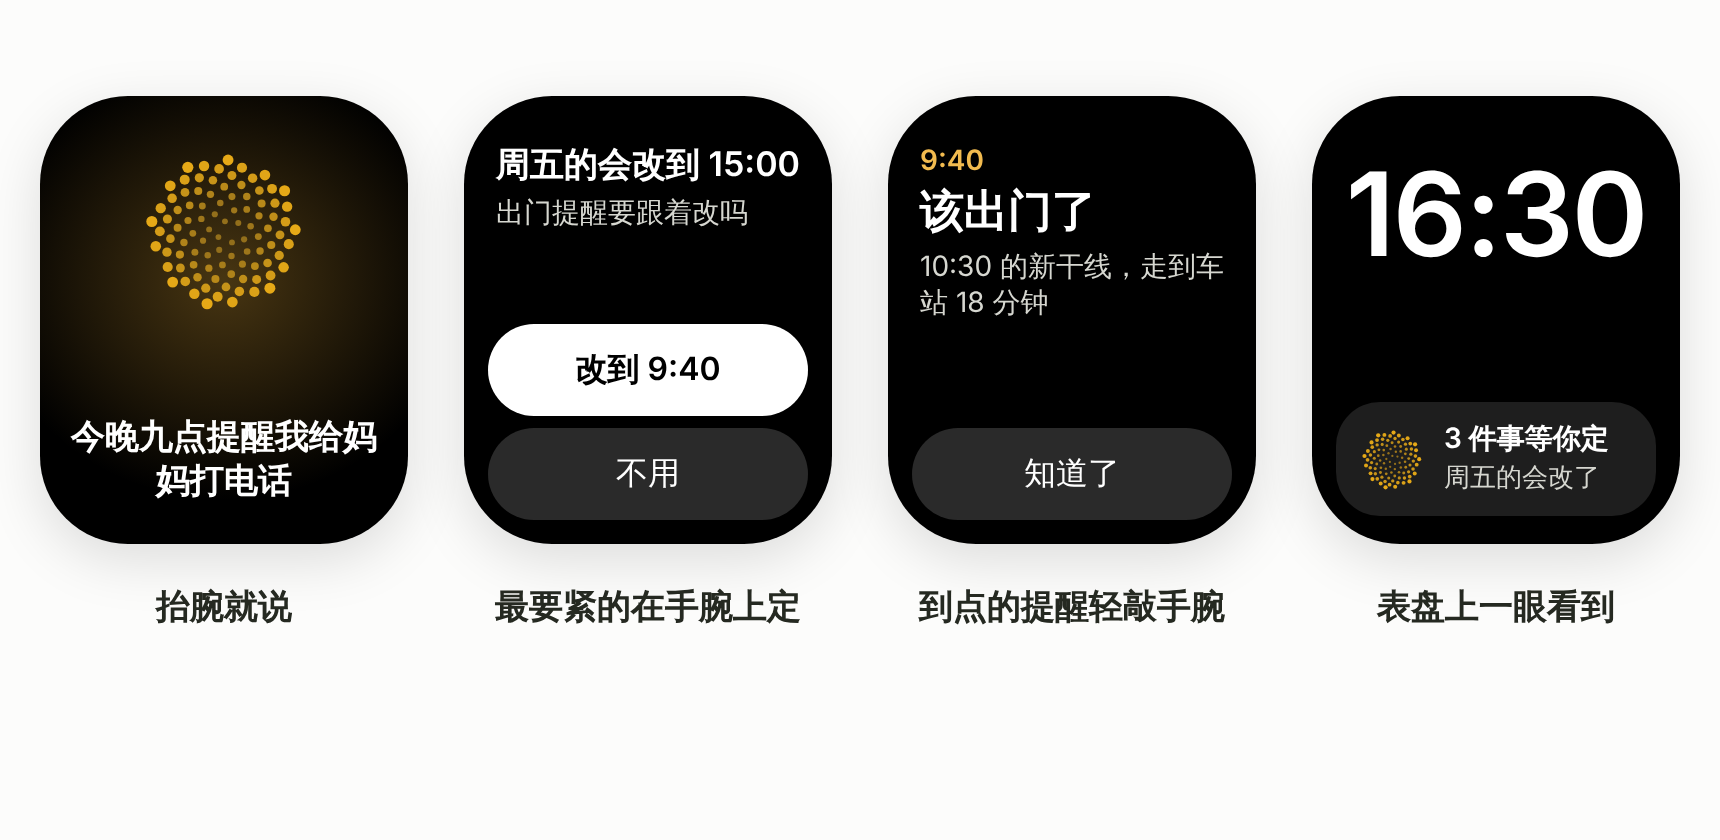 今晚九点提醒我给妈
妈打电话
抬腕就说
周五的会改到 15:00
出门提醒要跟着改吗
改到 9:40
不用
最要紧的在手腕上定
9:40
该出门了
10:30 的新干线，走到车
站 18 分钟
知道了
到点的提醒轻敲手腕
16:30
3 件事等你定
周五的会改了
表盘上一眼看到